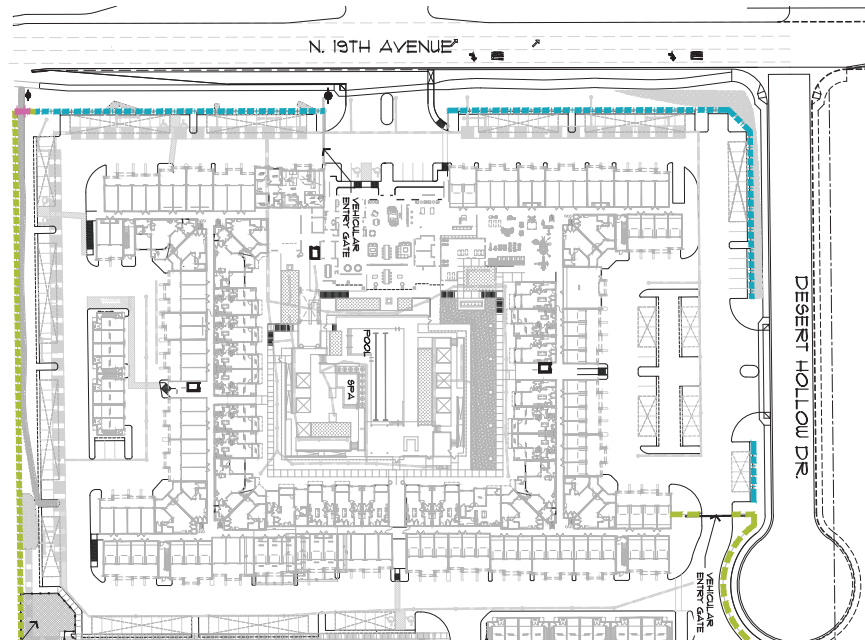 N. 19TH AVENUE
VEHICULAR
ENTRY GATE
DESERT HOLLOW DR.
POOL
SPA
VEHICULAR
ENTRY GATE